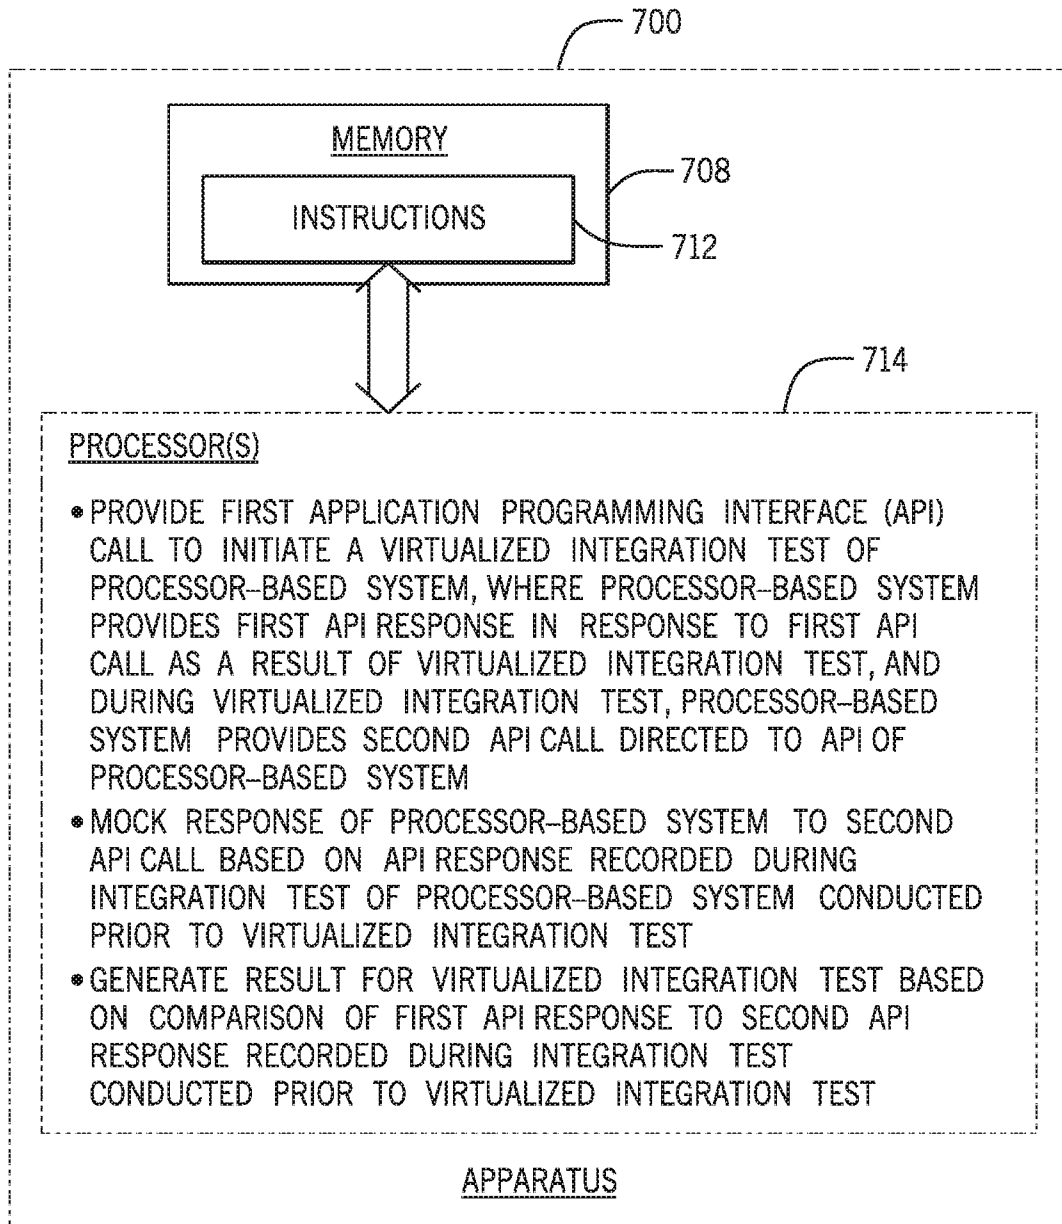 700
MEMORY
708
INSTRUCTIONS
712
714
PROCESSOR(S)
• PROVIDE FIRST APPLICATION PROGRAMMING INTERFACE (API)
CALL TO INITIATE A VIRTUALIZED INTEGRATION TEST OF
PROCESSOR-BASED SYSTEM, WHERE PROCESSOR-BASED SYSTEM
PROVIDES FIRST API RESPONSE IN RESPONSE TO FIRST API
CALL AS A RESULT OF VIRTUALIZED INTEGRATION TEST, AND
DURING VIRTUALIZED INTEGRATION TEST, PROCESSOR-BASED
SYSTEM PROVIDES SECOND API CALL DIRECTED TO API OF
PROCESSOR-BASED SYSTEM
• MOCK RESPONSE OF PROCESSOR-BASED SYSTEM TO SECOND
API CALL BASED ON API RESPONSE RECORDED DURING
INTEGRATION TEST OF PROCESSOR-BASED SYSTEM CONDUCTED
PRIOR TO VIRTUALIZED INTEGRATION TEST
• GENERATE RESULT FOR VIRTUALIZED INTEGRATION TEST BASED
ON COMPARISON OF FIRST API RESPONSE TO SECOND API
RESPONSE RECORDED DURING INTEGRATION TEST
CONDUCTED PRIOR TO VIRTUALIZED INTEGRATION TEST
APPARATUS